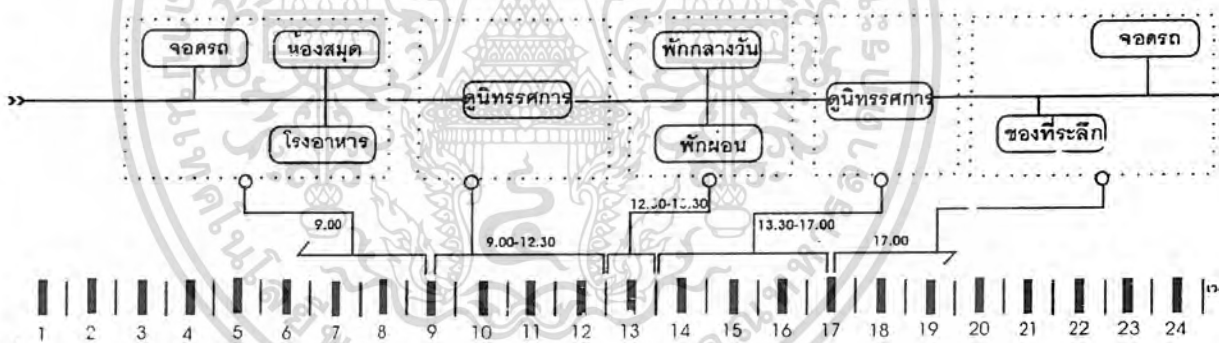 จอดรถ
ห้องสมุด
พักกลางวัน
จอดรถ
ดูนิทรรศการ
ดูนิทรรศการ
โรงอาหาร
พักผ่อน
ของที่ระลึก
9.00
9.00-12.30
13.30-17.00
17.00
1 2 3 4 5 6 7 8 9 10 11 12 13 14 15 16 17 18 19 20 21 22 23 24